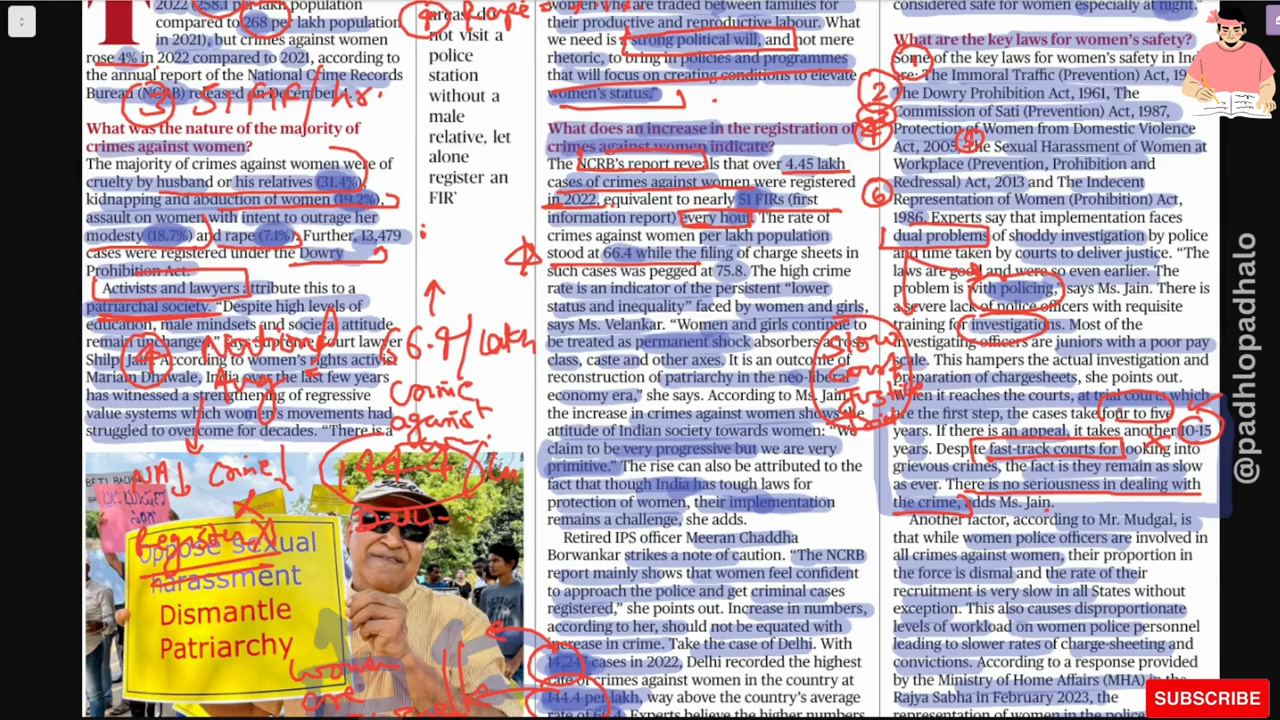 2022 258.1 per lakh population
compared to 268 per lakh population
in 2021), but crimes against women
rose 4% in 2022 compared to 2021, according to
the annual report of the National Crime Records
Bureau (NCRB) released on December 4.
What was the nature of the majority of
crimes against women?
The majority of crimes against women were of
cruelty by husband or his relatives (31.4%),
kidnapping and abduction of women (19.2%),
assault on women with intent to outrage her
modesty (18.7%) and rape (7.1%). Further, 13,479
cases were registered under the Dowry
Prohibition Act.
Activists and lawyers attribute this to a
patriarchal society. "Despite high levels of
education, male mindsets and societal attitude
remain unchanged," says Supreme Court lawyer
Shilpi Jain. According to women's rights activist
Mariam Dhawale, India over the last few years
has witnessed a strengthening of regressive
value systems which women's movements had
struggled to overcome for decades. "There is a
areas do
not visit a
police
station
without a
male
relative, let
alone
register an
FIR'
women are traded between families for
their productive and reproductive labour. What
we need is a strong political will, and not mere
rhetoric, to bring in policies and programmes
that will focus on creating conditions to elevate
women's status,"
What does an increase in the registration of
crimes against women indicate?
The NCRB's report reveals that over 4.45 lakh
cases of crimes against women were registered
in 2022, equivalent to nearly 51 FIRs (first
information report) every hour. The rate of
crimes against women per lakh population
stood at 66.4 while the filing of charge sheets in
such cases was pegged at 75.8. The high crime
rate is an indicator of the persistent "lower
status and inequality" faced by women and girls,
says Ms. Velankar. "Women and girls continue to
be treated as permanent shock absorbers across
class, caste and other axes. It is an outcome of
reconstruction of patriarchy in the neo-liberal
economy era," she says. According to Ms. Jain,
the increase in crimes against women shows the
attitude of Indian society towards women: "We
claim to be very progressive but we are very
primitive." The rise can also be attributed to the
fact that though India has tough laws for
protection of women, their implementation
remains a challenge, she adds.
Retired IPS officer Meeran Chaddha
Borwankar strikes a note of caution. "The NCRB
report mainly shows that women feel confident
to approach the police and get criminal cases
registered," she points out. Increase in numbers,
according to her, should not be equated with
increase in crime. Take the case of Delhi. With
14,247 cases in 2022, Delhi recorded the highest
rate of crimes against women in the country at
144.4 per lakh, way above the country's average
rate of 66.4. Experts believe the higher numbers
considered safe for women especially at night."
What are the key laws for women's safety?
Some of the key laws for women's safety in
are: The Immoral Traffic (Prevention) Act,
The Dowry Prohibition Act, 1961, The
Commission of Sati (Prevention) Act, 1987,
Protection of Women from Domestic Violence
Act, 2005, The Sexual Harassment of Women at
Workplace (Prevention, Prohibition and
Redressal) Act, 2013 and The Indecent
Representation of Women (Prohibition) Act,
1986. Experts say that implementation faces
dual problems of shoddy investigation by police
and time taken by courts to deliver justice. "The
laws are good and were so even earlier. The
problem is with policing," says Ms. Jain. There is
a severe lack of police officers with requisite
training for investigations. Most of the
investigating officers are juniors with a poor pay
scale. This hampers the actual investigation and
preparation of chargesheets, she points out.
When it reaches the courts, at trial courts which
are the first step, the cases take four to five
years. If there is an appeal, it takes another 10-15
years. Despite fast-track courts for looking into
grievous crimes, the fact is they remain as slow
as ever. There is no seriousness in dealing with
the crime, adds Ms. Jain.
Another factor, according to Mr. Mudgal, is
that while women police officers are involved in
all crimes against women, their proportion in
the force is dismal and the rate of their
recruitment is very slow in all States without
exception. This also causes disproportionate
levels of workload on women police personnel
leading to slower rates of charge-sheeting and
convictions. According to a response provided
by the Ministry of Home Affairs (MHA) in the
Rajya Sabha in February 2023, the
representation of women in the police
Oppose sexual
harassment
Dismantle
Patriarchy
3 51 FIR/hr.
4
Nothing
66.4/lakh
crime
against
Crime
Register
women
Slow
2
3
4
5
6
@padhlopadhalo
SUBSCRIBE